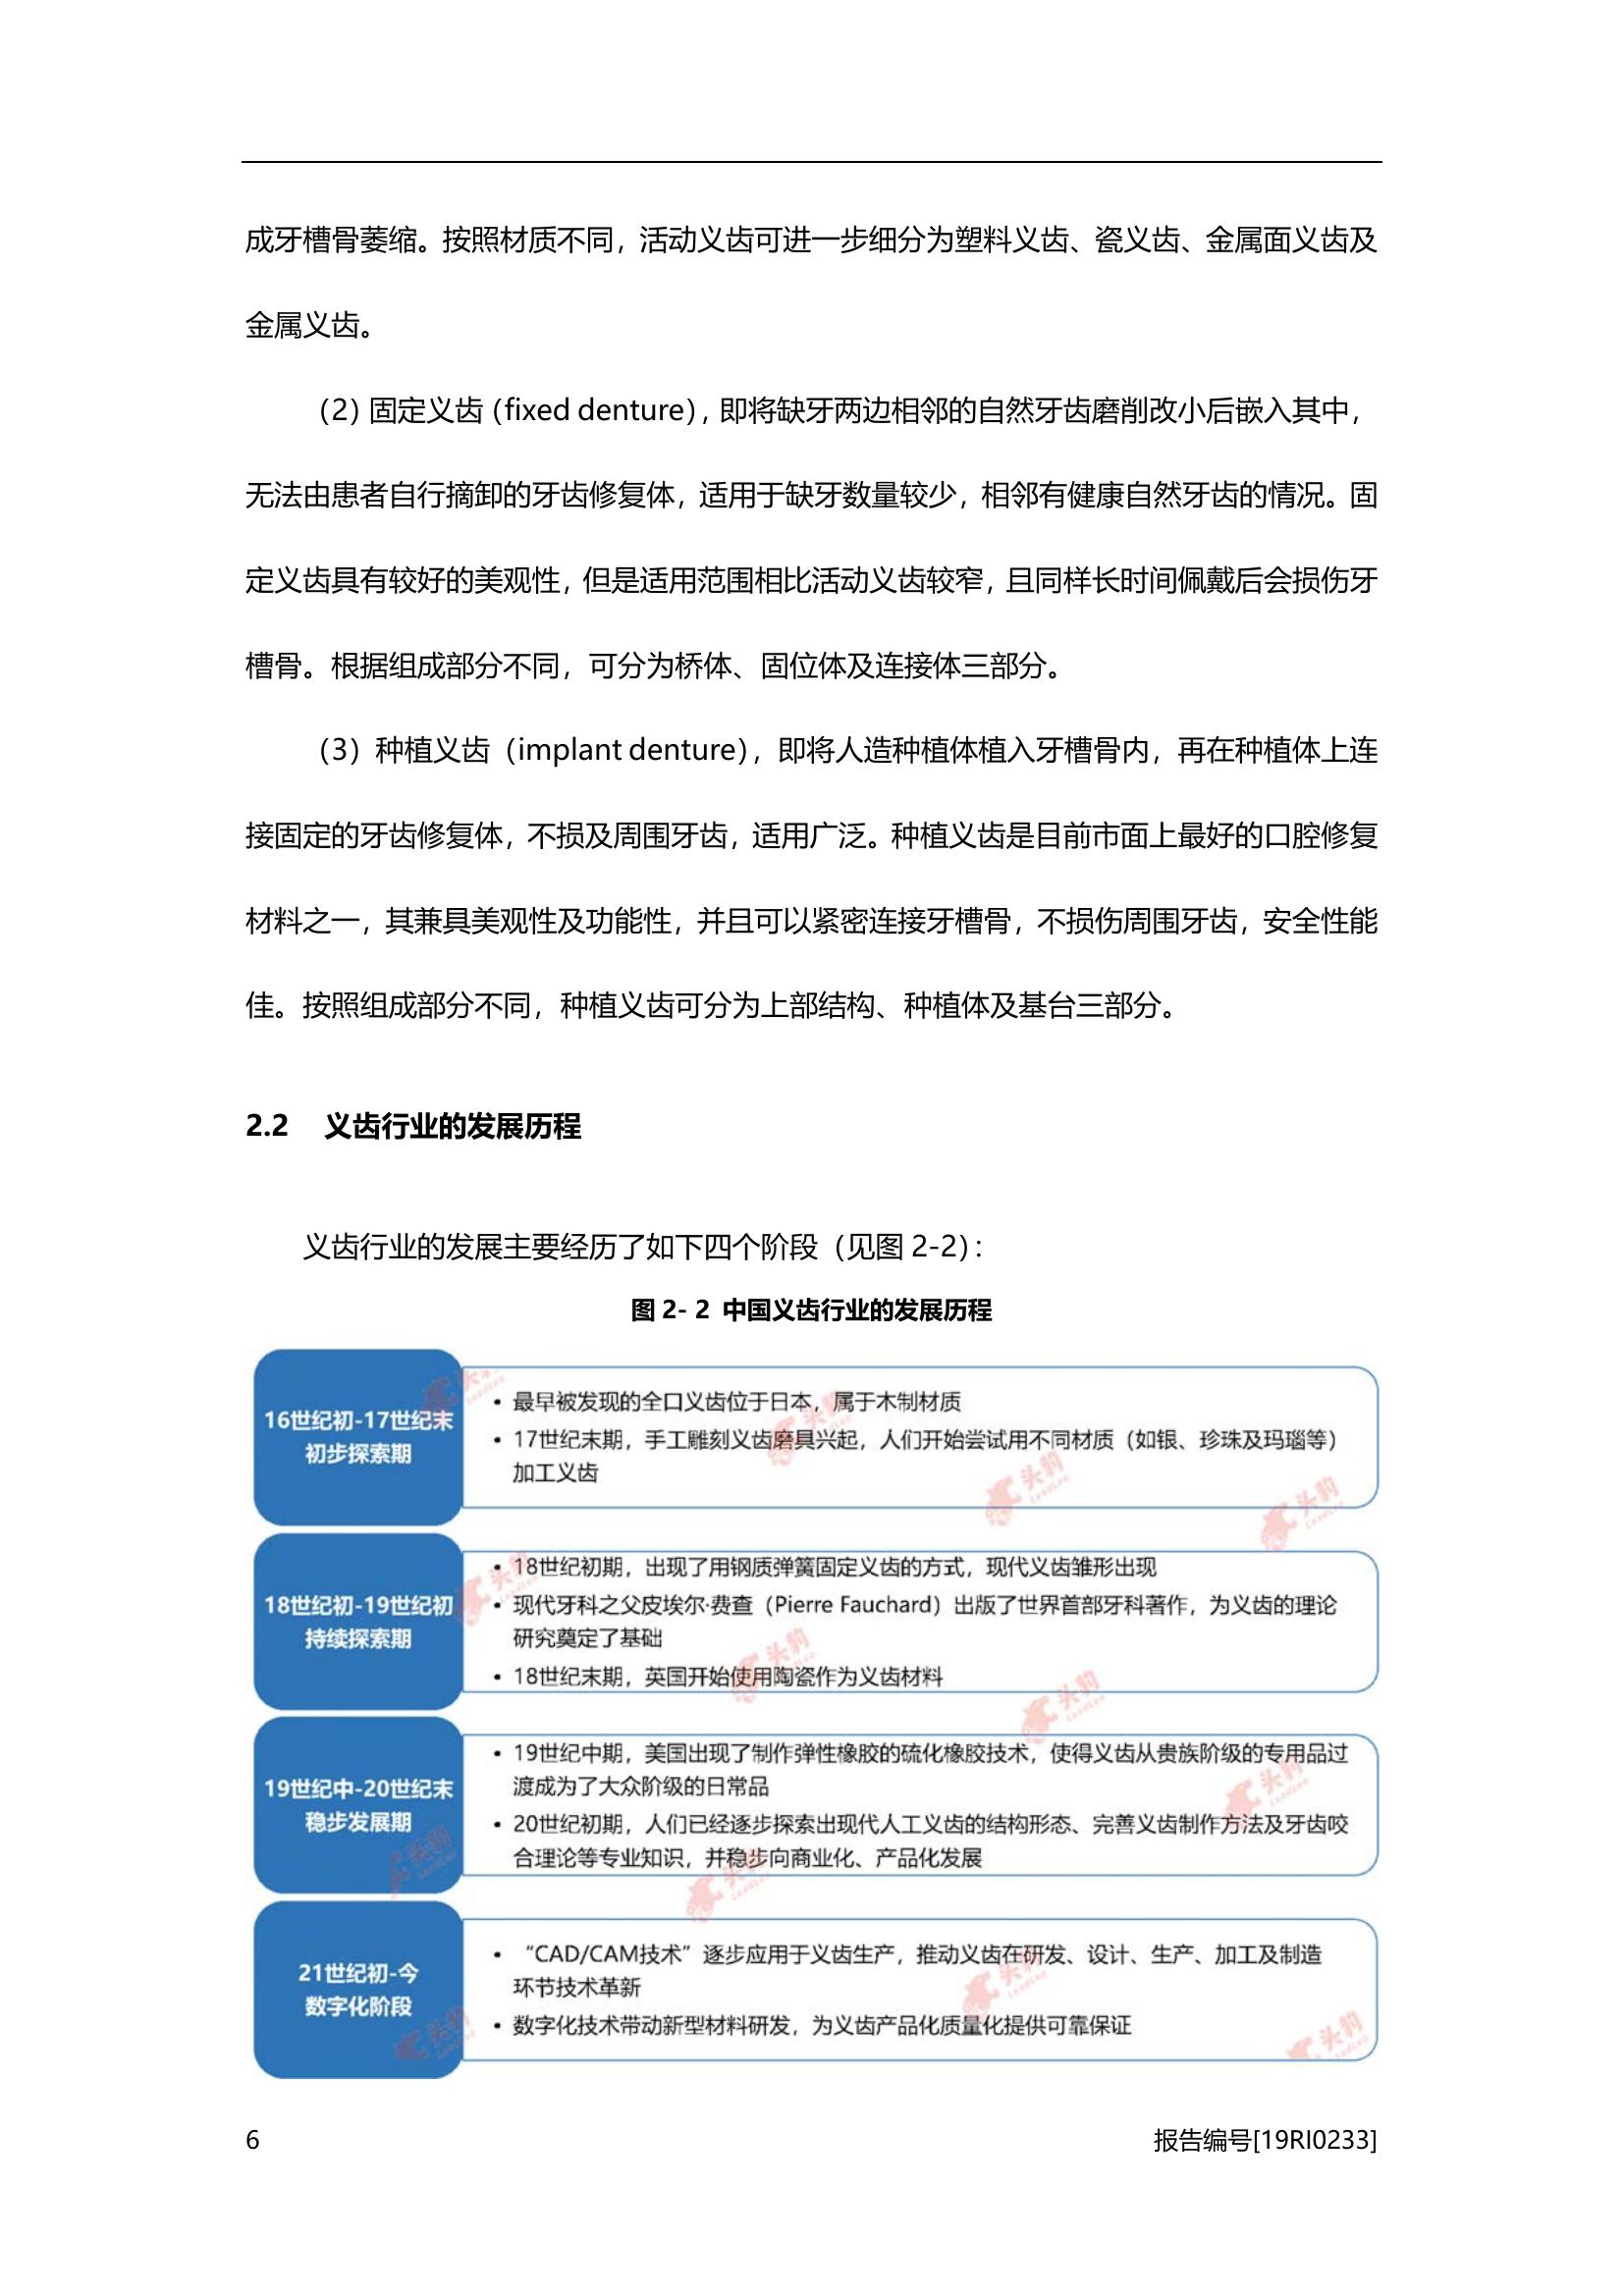 成牙槽骨萎缩。按照材质不同，活动义齿可进一步细分为塑料义齿、瓷义齿、金属面义齿及
金属义齿。
（2）固定义齿（fixed denture），即将缺牙两边相邻的自然牙齿磨削改小后嵌入其中，
无法由患者自行摘卸的牙齿修复体，适用于缺牙数量较少，相邻有健康自然牙齿的情况。固
定义齿具有较好的美观性，但是适用范围相比活动义齿较窄，且同样长时间佩戴后会损伤牙
槽骨。根据组成部分不同，可分为桥体、固位体及连接体三部分。
（3）种植义齿（implant denture），即将人造种植体植入牙槽骨内，再在种植体上连
接固定的牙齿修复体，不损及周围牙齿，适用广泛。种植义齿是目前市面上最好的口腔修复
材料之一，其兼具美观性及功能性，并且可以紧密连接牙槽骨，不损伤周围牙齿，安全性能
佳。按照组成部分不同，种植义齿可分为上部结构、种植体及基台三部分。
2.2 义齿行业的发展历程
义齿行业的发展主要经历了如下四个阶段（见图 2-2）：
图 2- 2 中国义齿行业的发展历程
16世纪初-17世纪末
初步探索期
• 最早被发现的全口义齿位于日本，属于木制材质
• 17世纪末期，手工雕刻义齿磨具兴起，人们开始尝试用不同材质（如银、珍珠及玛瑙等）
加工义齿
18世纪初-19世纪初
持续探索期
• 18世纪初期，出现了用钢质弹簧固定义齿的方式，现代义齿雏形出现
• 现代牙科之父皮埃尔·费查（Pierre Fauchard）出版了世界首部牙科著作，为义齿的理论
研究奠定了基础
• 18世纪末期，英国开始使用陶瓷作为义齿材料
19世纪中-20世纪末
稳步发展期
• 19世纪中期，美国出现了制作弹性橡胶的硫化橡胶技术，使得义齿从贵族阶级的专用品过
渡成为了大众阶级的日常品
• 20世纪初期，人们已经逐步探索出现代人工义齿的结构形态、完善义齿制作方法及牙齿咬
合理论等专业知识，并稳步向商业化、产品化发展
21世纪初-今
数字化阶段
• “CAD/CAM技术”逐步应用于义齿生产，推动义齿在研发、设计、生产、加工及制造
环节技术革新
• 数字化技术带动新型材料研发，为义齿产品化质量化提供可靠保证
6
报告编号[19RI0233]